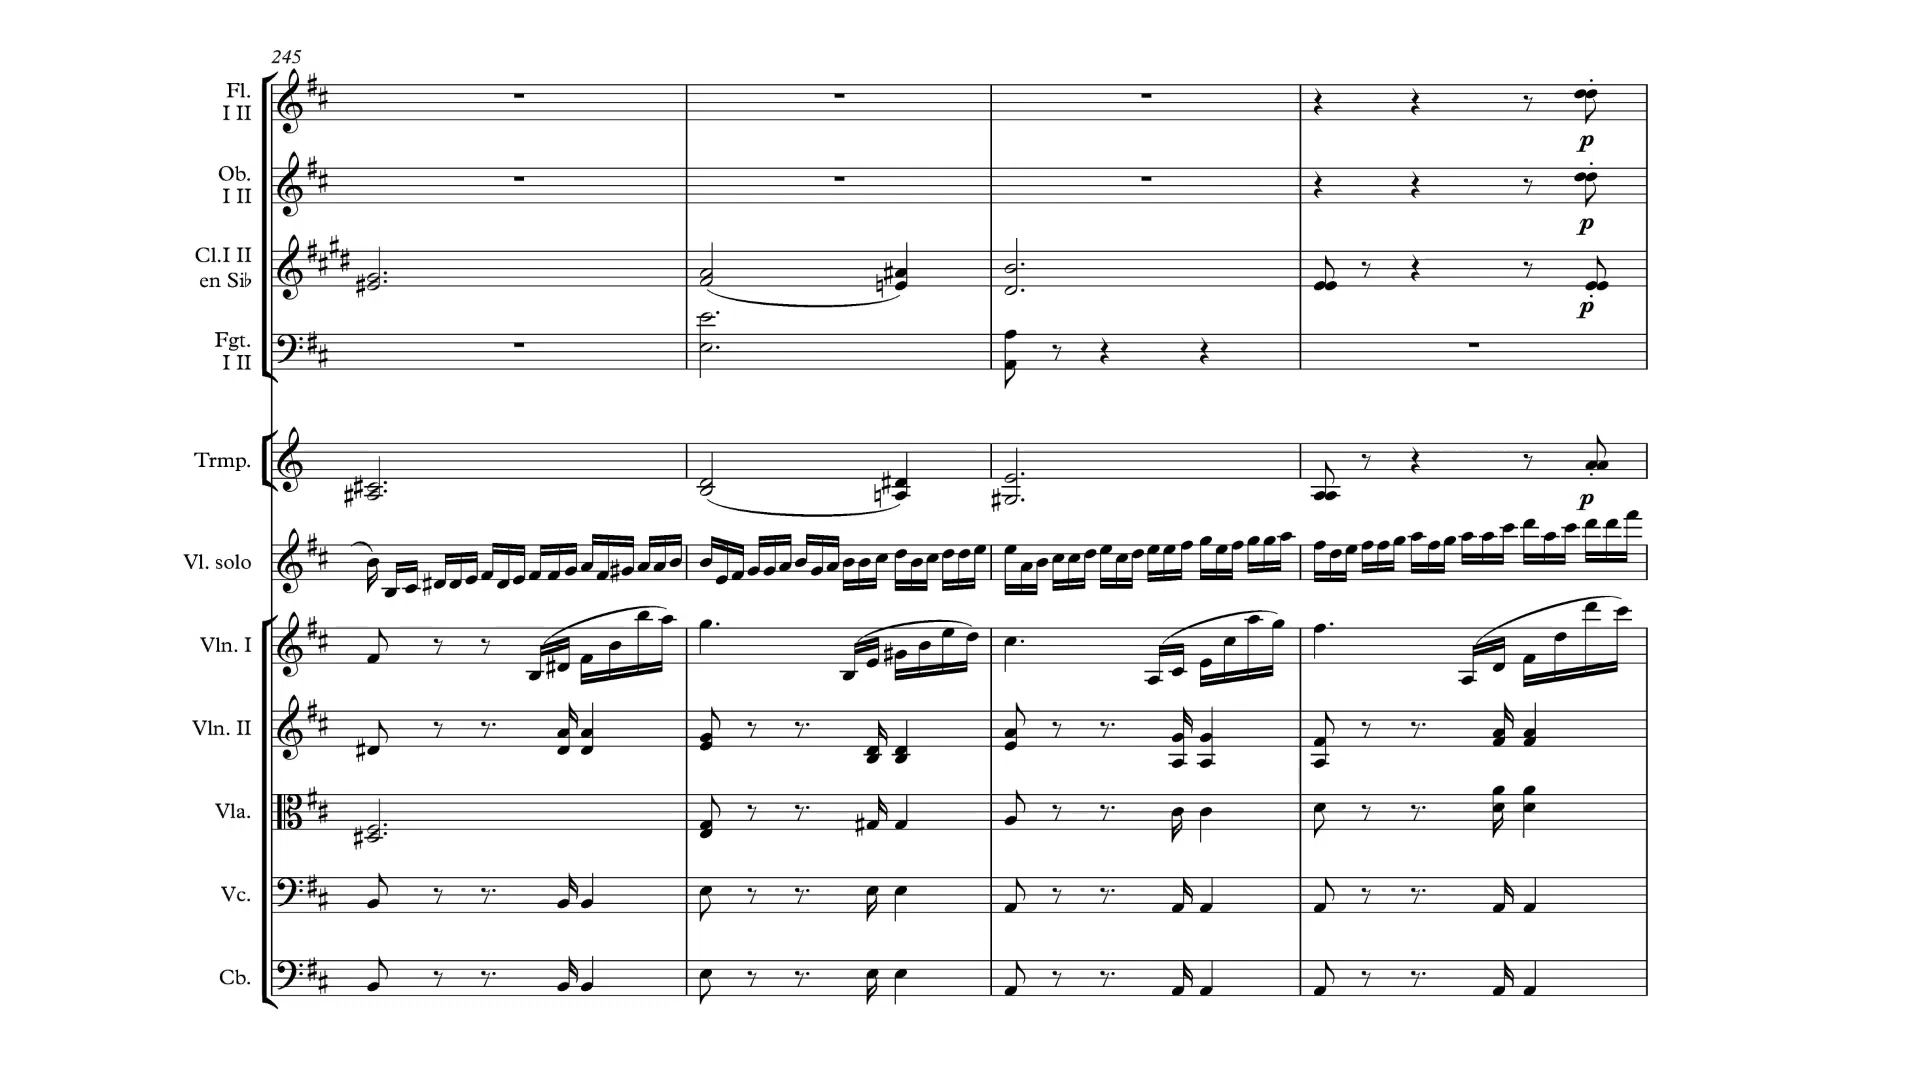 245
Fl.
I II
Ob.
I II
Cl.I II
en Si♭
Fgt.
I II
Trmp.
Vl. solo
Vln. I
Vln. II
Vla.
Vc.
Cb.
p
p
p
p